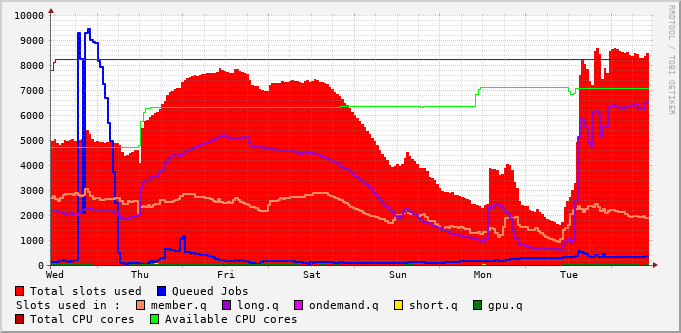 10000
9000
8000
7000
6000
5000
4000
3000
2000
1000
0
Wed Thu Fri Sat Sun Mon Tue
RRDTOOL / TOBI OETIKER
Total slots used Queued Jobs
Slots used in : member.q long.q ondemand.q short.q gpu.q
Total CPU cores Available CPU cores